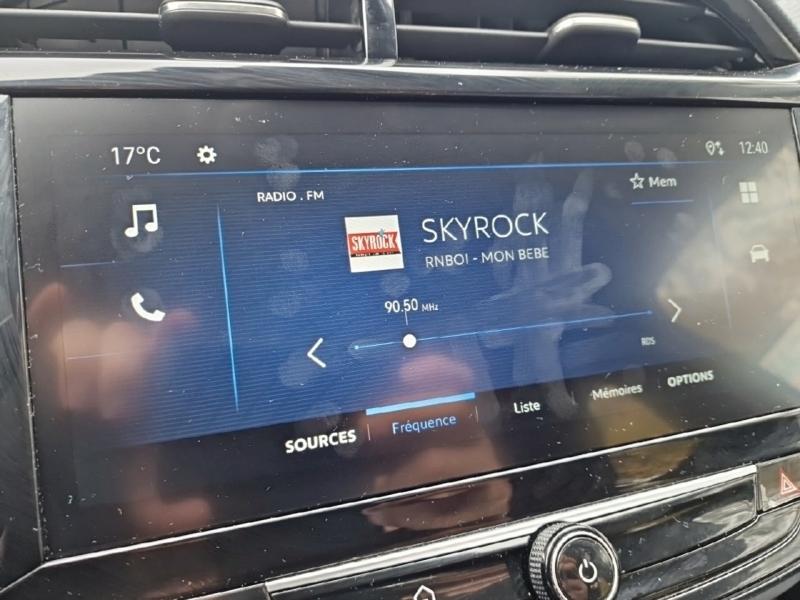 17°C 12:40
RADIO . FM Mem
SKYROCK
SKYROCK
RNBOI - MON BEBE
90.50 MHz
RDS
SOURCES Fréquence Liste Mémoires OPTIONS